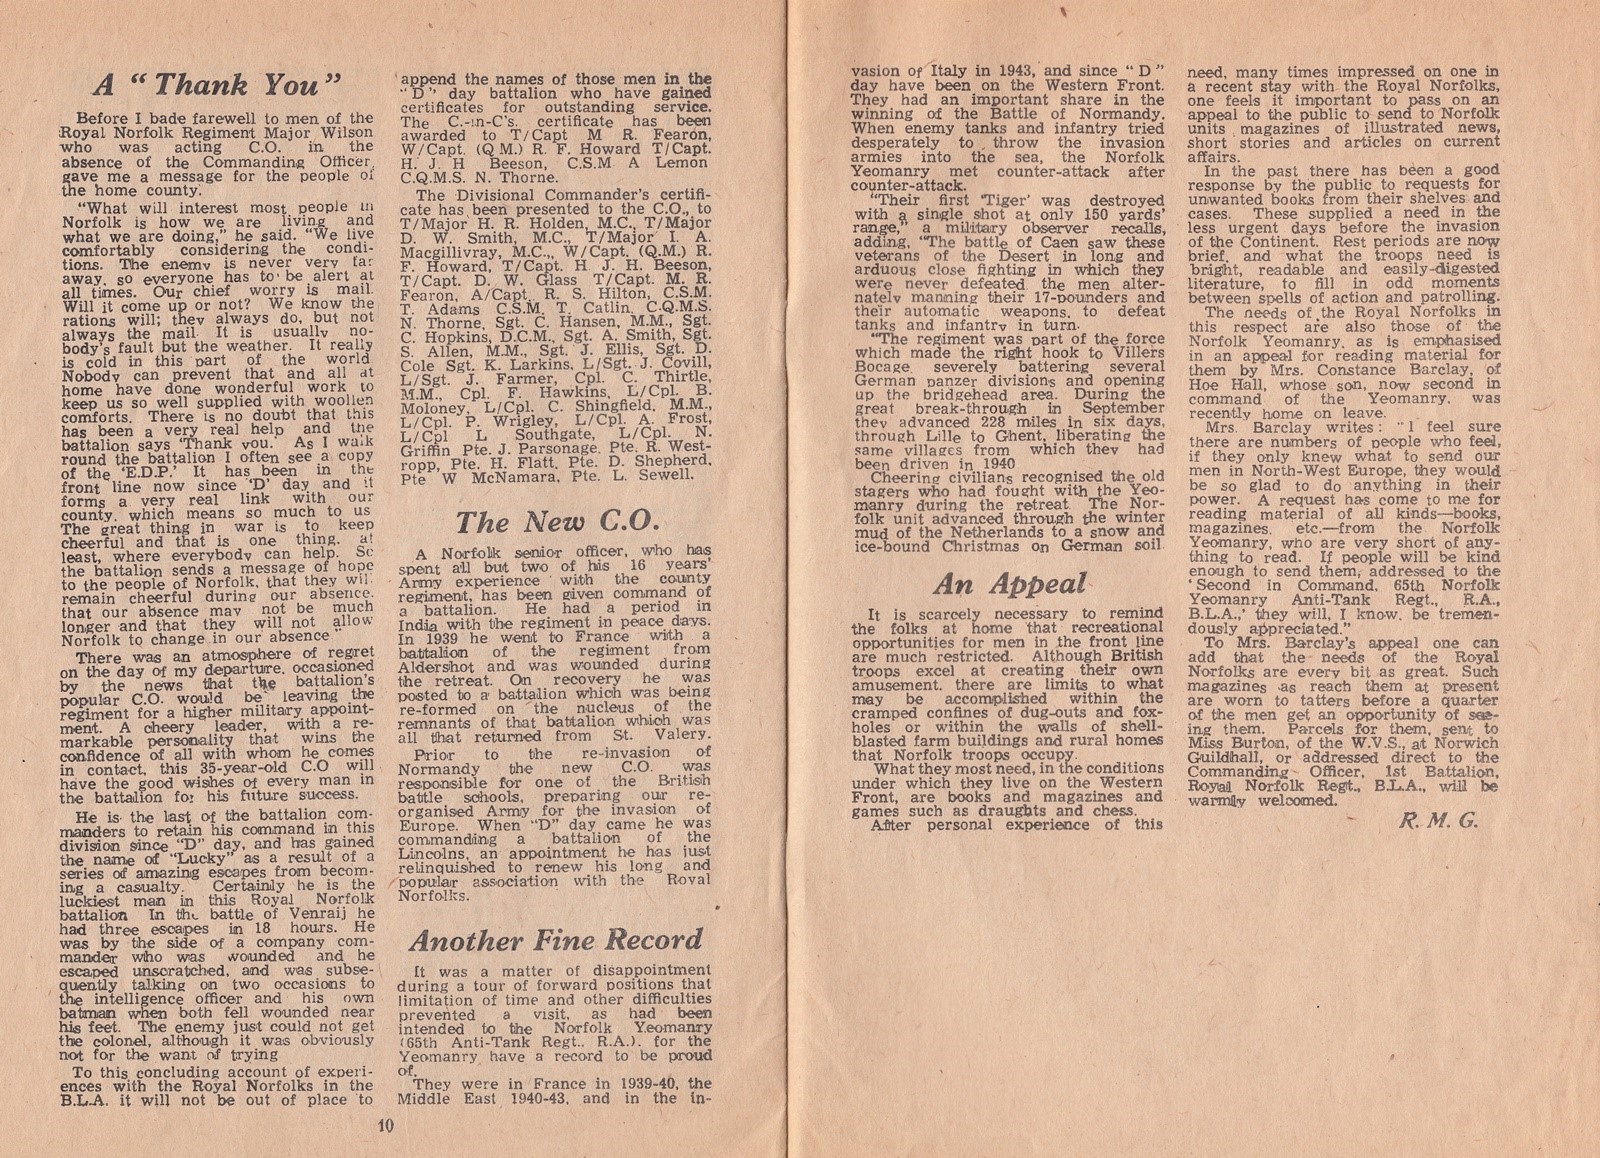 A “Thank You”
Before I bade farewell to men of the
Royal Norfolk Regiment Major Wilson
who was acting C.O. in the
absence of the Commanding Officer,
gave me a message for the people of
the home county.
“What will interest most people in
Norfolk is how we are living and
what we are doing,” he said. “We live
comfortably considering the condi-
tions. The enemy is never very far
away, so everyone has to be alert at
all times. Our chief worry is mail.
Will it come up or not? We know the
rations will; they always do, but not
always the mail. It is usually no-
body's fault but the weather. It really
is cold in this part of the world
Nobody can prevent that and all at
home have done wonderful work to
keep us so well supplied with woollen
comforts. There is no doubt that this
has been a very real help and the
battalion says ‘Thank you.’ As I walk
round the battalion I often see a copy
of the ‘E.D.P.’ It has been in the
front line now since ‘D’ day and it
forms a very real link with our
county, which means so much to us
The great thing in war is to keep
cheerful and that is one thing, at
least, where everybody can help. So
the battalion sends a message of hope
to the people of Norfolk, that they will
remain cheerful during our absence,
that our absence may not be much
longer and that they will not allow
Norfolk to change in our absence”
There was an atmosphere of regret
on the day of my departure, occasioned
by the news that the battalion's
popular C.O. would be leaving the
regiment for a higher military appoint-
ment. A cheery leader, with a re-
markable personality that wins the
confidence of all with whom he comes
in contact, this 35-year-old C.O will
have the good wishes of every man in
the battalion for his future success.
He is the last of the battalion com-
manders to retain his command in this
division since “D” day, and has gained
the name of “Lucky” as a result of a
series of amazing escapes from becom-
ing a casualty. Certainly he is the
luckiest man in this Royal Norfolk
battalion In the battle of Venraij he
had three escapes in 18 hours. He
was by the side of a company com-
mander who was wounded and he
escaped unscratched, and was subse-
quently talking on two occasions to
the intelligence officer and his own
batman when both fell wounded near
his feet. The enemy just could not get
the colonel, although it was obviously
not for the want of trying
To this concluding account of experi-
ences with the Royal Norfolks in the
B.L.A. it will not be out of place to
append the names of those men in the
“D” day battalion who have gained
certificates for outstanding service.
The C.-in-C's. certificate has been
awarded to T/Capt M R. Fearon,
W/Capt. (Q M.) R. F. Howard T/Capt.
H. J. H Beeson, C.S.M A Lemon
C.Q.M.S. N. Thorne.
The Divisional Commander's certifi-
cate has been presented to the C.O., to
T/Major H. R. Holden, M.C., T/Major
D. W. Smith, M.C., T/Major I. A.
Macgillivray, M.C., W/Capt. (Q.M.) R.
F. Howard, T/Capt. H J. H. Beeson,
T/Capt. D. W. Glass T/Capt. M. R.
Fearon, A/Capt. R. S. Hilton, C.S.M.
T. Adams C.S.M. T. Catlin, C.Q.M.S.
N. Thorne, Sgt. C. Hansen, M.M., Sgt.
C. Hopkins, D.C.M., Sgt. A. Smith, Sgt.
S. Allen, M.M., Sgt. J. Ellis, Sgt. D.
Cole Sgt. K. Larkins, L/Sgt. J. Covill,
L/Sgt. J. Farmer, Cpl. C. Thirtle,
M.M., Cpl. F. Hawkins, L/Cpl. B.
Moloney, L/Cpl. C. Shingfield, M.M.,
L/Cpl. P. Wrigley, L/Cpl. A. Frost,
L/Cpl L Southgate, L/Cpl. N.
Griffin Pte. J. Parsonage, Pte. R. West-
ropp, Pte. H. Flatt, Pte. D. Shepherd,
Pte W McNamara, Pte. L. Sewell.
The New C.O.
A Norfolk senior officer, who has
spent all but two of his 16 years'
Army experience with the county
regiment, has been given command of
a battalion. He had a period in
India with the regiment in peace days.
In 1939 he went to France with a
battalion of the regiment from
Aldershot and was wounded during
the retreat. On recovery he was
posted to a battalion which was being
re-formed on the nucleus of the
remnants of that battalion which was
all that returned from St. Valery.
Prior to the re-invasion of
Normandy the new C.O. was
responsible for one of the British
battle schools, preparing our re-
organised Army for the invasion of
Europe. When “D” day came he was
commanding a battalion of the
Lincolns, an appointment he has just
relinquished to renew his long and
popular association with the Royal
Norfolks.
Another Fine Record
It was a matter of disappointment
during a tour of forward positions that
limitation of time and other difficulties
prevented a visit, as had been
intended to the Norfolk Yeomanry
(65th Anti-Tank Regt., R.A.), for the
Yeomanry have a record to be proud
of.
They were in France in 1939-40, the
Middle East 1940-43, and in the in-
10
vasion of Italy in 1943, and since “D”
day have been on the Western Front.
They had an important share in the
winning of the Battle of Normandy.
When enemy tanks and infantry tried
desperately to throw the invasion
armies into the sea, the Norfolk
Yeomanry met counter-attack after
counter-attack.
“Their first ‘Tiger’ was destroyed
with a single shot at only 150 yards'
range,” a military observer recalls,
adding, “The battle of Caen saw these
veterans of the Desert in long and
arduous close fighting in which they
were never defeated the men alter-
nately manning their 17-pounders and
their automatic weapons, to defeat
tanks and infantry in turn.
“The regiment was part of the force
which made the right hook to Villers
Bocage, severely battering several
German panzer divisions and opening
up the bridgehead area. During the
great break-through in September
they advanced 228 miles in six days,
through Lille to Ghent, liberating the
same villages from which they had
been driven in 1940
Cheering civilians recognised the old
stagers who had fought with the Yeo-
manry during the retreat. The Nor-
folk unit advanced through the winter
mud of the Netherlands to a snow and
ice-bound Christmas on German soil.
An Appeal
It is scarcely necessary to remind
the folks at home that recreational
opportunities for men in the front line
are much restricted. Although British
troops excel at creating their own
amusement, there are limits to what
may be accomplished within the
cramped confines of dug-outs and fox-
holes or within the walls of shell-
blasted farm buildings and rural homes
that Norfolk troops occupy.
What they most need, in the conditions
under which they live on the Western
Front, are books and magazines and
games such as draughts and chess.
After personal experience of this
need, many times impressed on one in
a recent stay with the Royal Norfolks,
one feels it important to pass on an
appeal to the public to send to Norfolk
units magazines of illustrated news,
short stories and articles on current
affairs.
In the past there has been a good
response by the public to requests for
unwanted books from their shelves and
cases. These supplied a need in the
less urgent days before the invasion
of the Continent. Rest periods are now
brief, and what the troops need is
bright, readable and easily-digested
literature, to fill in odd moments
between spells of action and patrolling.
The needs of the Royal Norfolks in
this respect are also those of the
Norfolk Yeomanry, as is emphasised
in an appeal for reading material for
them by Mrs. Constance Barclay, of
Hoe Hall, whose son, now second in
command of the Yeomanry, was
recently home on leave.
Mrs. Barclay writes: “I feel sure
there are numbers of people who feel,
if they only knew what to send our
men in North-West Europe, they would
be so glad to do anything in their
power. A request has come to me for
reading material of all kinds—books,
magazines, etc.—from the Norfolk
Yeomanry, who are very short of any-
thing to read. If people will be kind
enough to send them, addressed to the
‘Second in Command, 65th Norfolk
Yeomanry Anti-Tank Regt., R.A.,
B.L.A.,’ they will, I know, be tremen-
dously appreciated.”
To Mrs. Barclay's appeal one can
add that the needs of the Royal
Norfolks are every bit as great. Such
magazines as reach them at present
are worn to tatters before a quarter
of the men get an opportunity of see-
ing them. Parcels for them, sent to
Miss Burton, of the W.V.S., at Norwich
Guildhall, or addressed direct to the
Commanding Officer, 1st Battalion,
Royal Norfolk Regt., B.L.A., will be
warmly welcomed.
R. M. G.